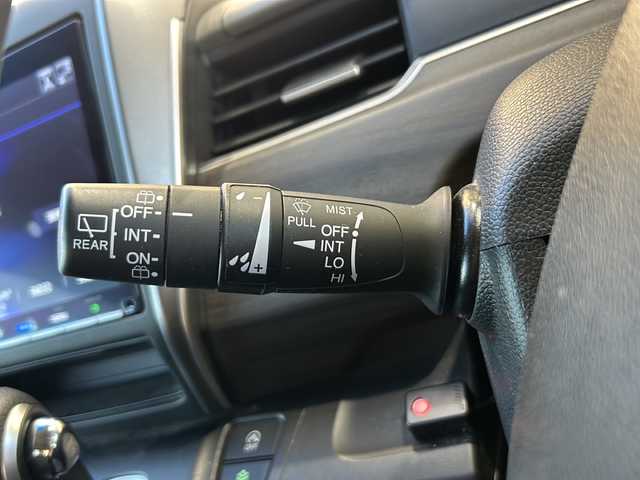 REAR
OFF
INT
ON
- 
+
PULL
MIST
OFF
INT
LO
HI